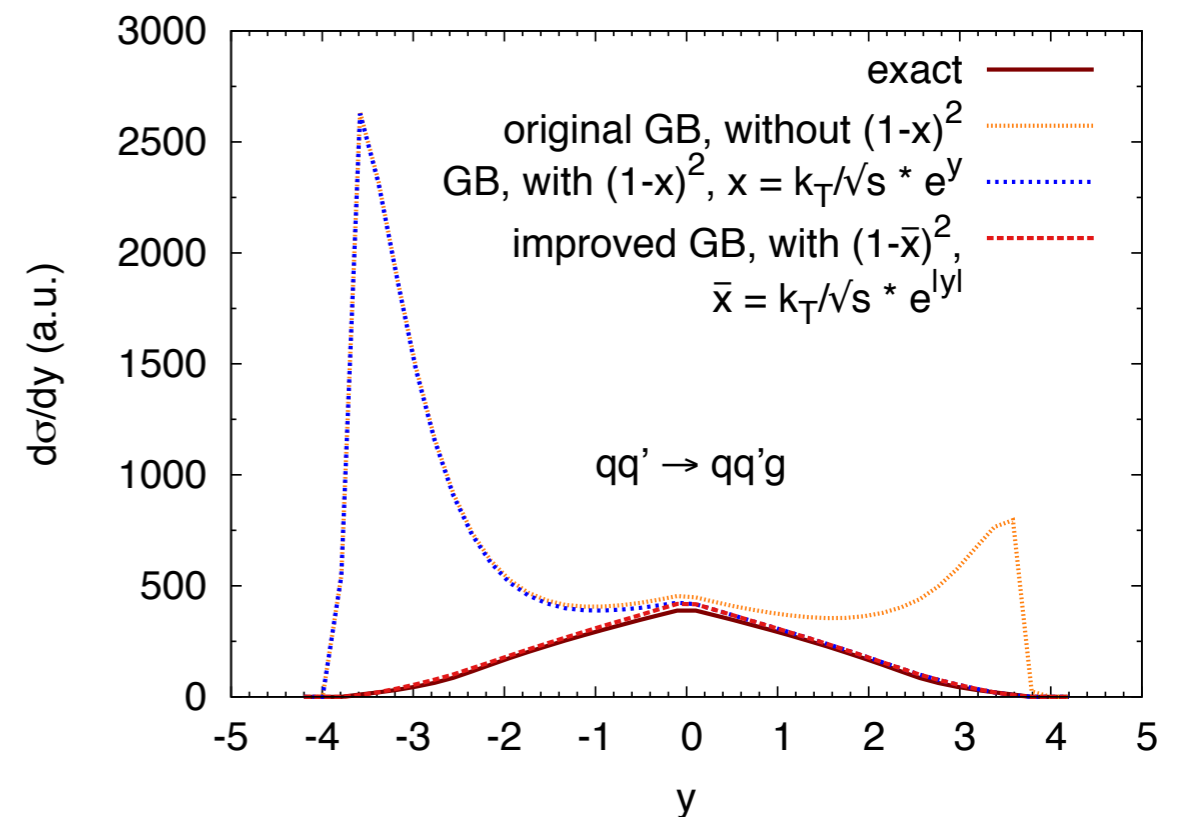 3000
2500
2000
1500
1000
500
0
dσ/dy (a.u.)
exact
original GB, without (1-x)²
GB, with (1-x)², x = k_T/√s * e^y
improved GB, with (1-x̄)²,
x̄ = k_T/√s * e^|y|
qq’ → qq’g
-5 -4 -3 -2 -1 0 1 2 3 4 5
y